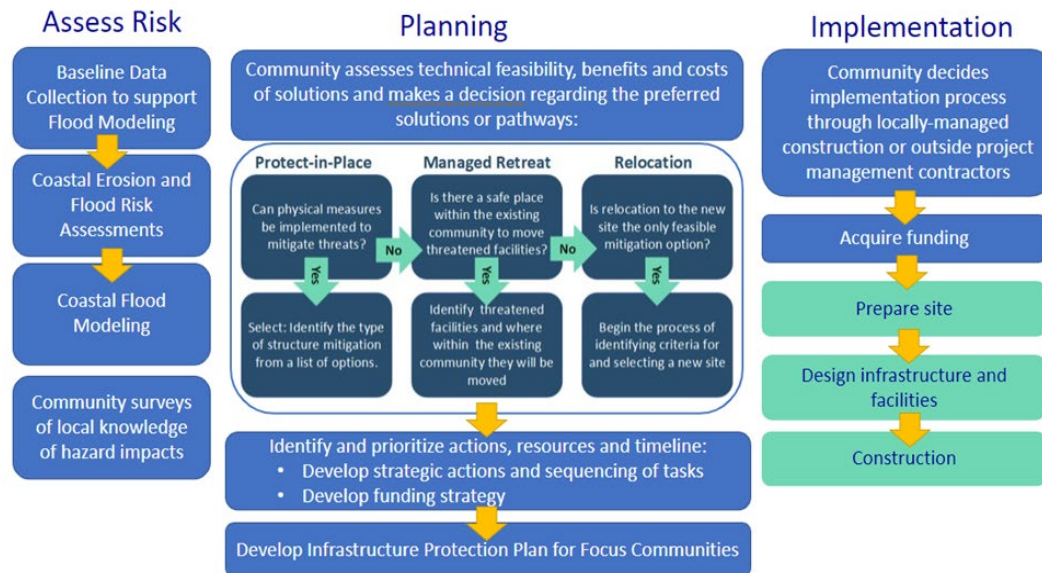 Assess Risk
Baseline Data
Collection to support
Flood Modeling
Coastal Erosion and
Flood Risk
Assessments
Coastal Flood
Modeling
Community surveys
of local knowledge
of hazard impacts
Planning
Community assesses technical feasibility, benefits and costs
of solutions and makes a decision regarding the preferred
solutions or pathways:
Protect-in-Place
Can physical measures
be implemented to
mitigate threats?
No
Yes
Select: Identify the type
of structure mitigation
from a list of options.
Managed Retreat
Is there a safe place
within the existing
community to move
threatened facilities?
No
Yes
Identify threatened
facilities and where
within the existing
community they will be
moved
Relocation
Is relocation to the new
site the only feasible
mitigation option?
Yes
Begin the process of
identifying criteria for
and selecting a new site
Identify and prioritize actions, resources and timeline:
• Develop strategic actions and sequencing of tasks
• Develop funding strategy
Develop Infrastructure Protection Plan for Focus Communities
Implementation
Community decides
implementation process
through locally-managed
construction or outside project
management contractors
Acquire funding
Prepare site
Design infrastructure and
facilities
Construction